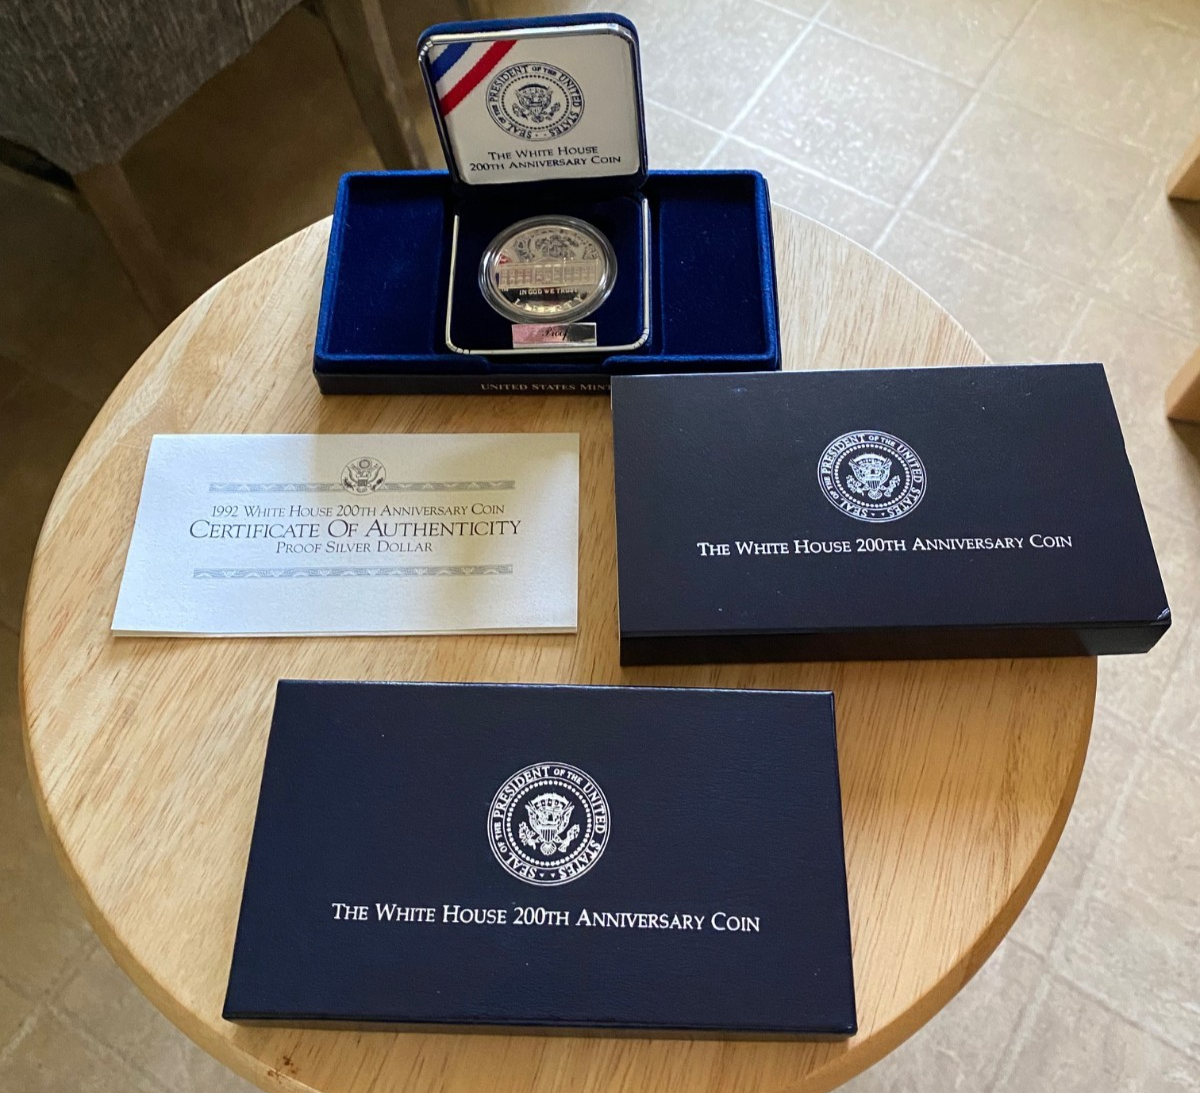 SEAL OF THE PRESIDENT OF THE UNITED STATES
THE WHITE HOUSE
200TH ANNIVERSARY COIN
IN GOD WE TRUST
LIBERTY
Proof
UNITED STATES MINT
1992 WHITE HOUSE 200TH ANNIVERSARY COIN
CERTIFICATE OF AUTHENTICITY
PROOF SILVER DOLLAR
SEAL OF THE PRESIDENT OF THE UNITED STATES
THE WHITE HOUSE 200TH ANNIVERSARY COIN
SEAL OF THE PRESIDENT OF THE UNITED STATES
THE WHITE HOUSE 200TH ANNIVERSARY COIN